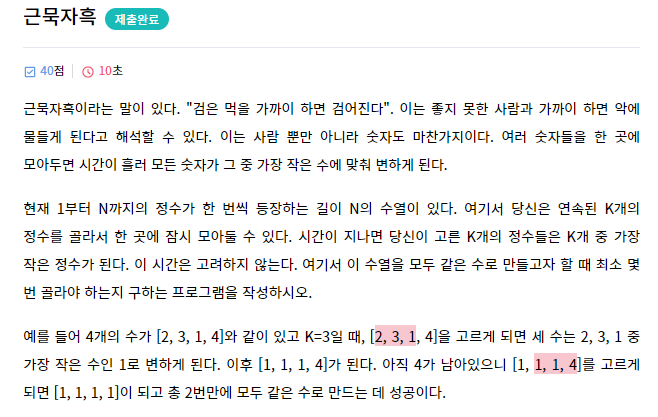 근묵자흑 제출완료
40점 10초
근묵자흑이라는 말이 있다. "검은 먹을 가까이 하면 검어진다". 이는 좋지 못한 사람과 가까이 하면 악에
물들게 된다고 해석할 수 있다. 이는 사람 뿐만 아니라 숫자도 마찬가지이다. 여러 숫자들을 한 곳에
모아두면 시간이 흘러 모든 숫자가 그 중 가장 작은 수에 맞춰 변하게 된다.
현재 1부터 N까지의 정수가 한 번씩 등장하는 길이 N의 수열이 있다. 여기서 당신은 연속된 K개의
정수를 골라서 한 곳에 잠시 모아둘 수 있다. 시간이 지나면 당신이 고른 K개의 정수들은 K개 중 가장
작은 정수가 된다. 이 시간은 고려하지 않는다. 여기서 이 수열을 모두 같은 수로 만들고자 할 때 최소 몇
번 골라야 하는지 구하는 프로그램을 작성하시오.
예를 들어 4개의 수가 [2, 3, 1, 4]와 같이 있고 K=3일 때, [2, 3, 1, 4]을 고르게 되면 세 수는 2, 3, 1 중
가장 작은 수인 1로 변하게 된다. 이후 [1, 1, 1, 4]가 된다. 아직 4가 남아있으니 [1, 1, 1, 4]를 고르게
되면 [1, 1, 1, 1]이 되고 총 2번만에 모두 같은 수로 만드는 데 성공이다.